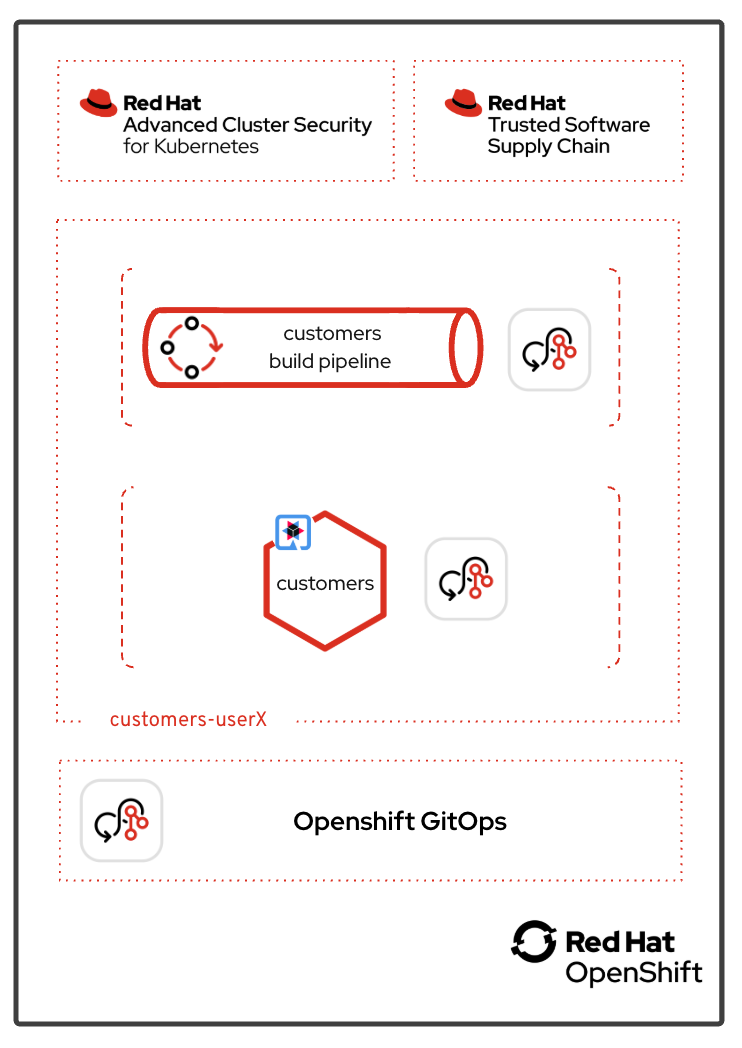 Red Hat
Advanced Cluster Security
for Kubernetes
Red Hat
Trusted Software
Supply Chain
customers
build pipeline
customers
customers-userX
Openshift GitOps
Red Hat
OpenShift